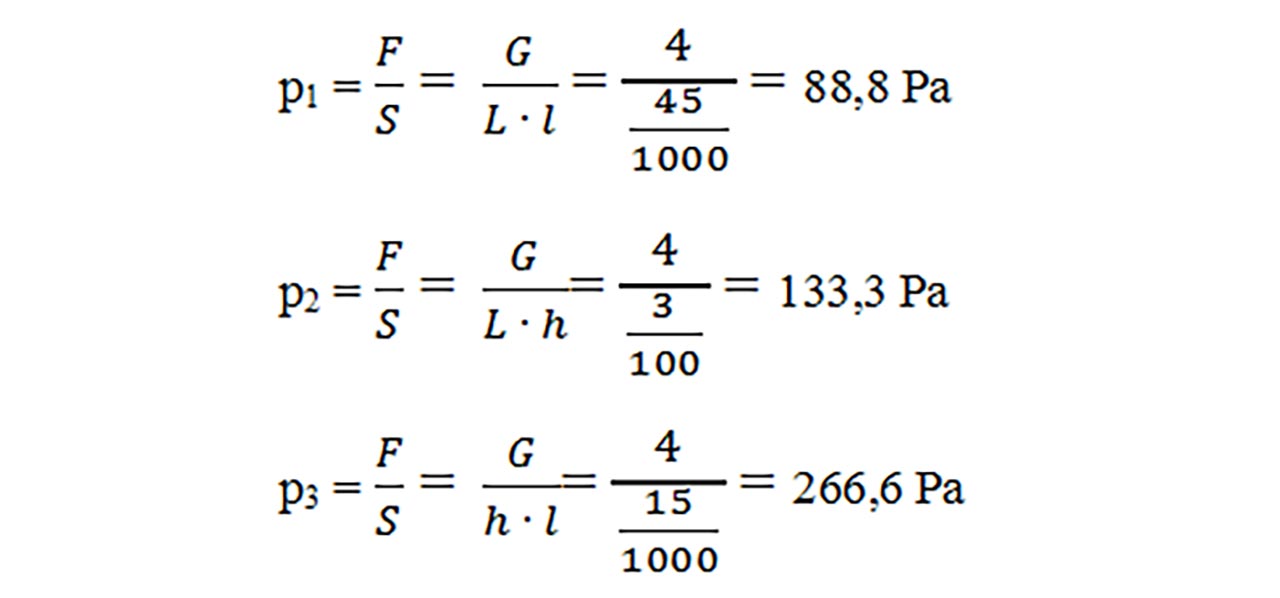 p₁ = F/S = G/(L · l) = 4/(45/1000) = 88,8 Pa
p₂ = F/S = G/(L · h) = 4/(3/100) = 133,3 Pa
p₃ = F/S = G/(h · l) = 4/(15/1000) = 266,6 Pa